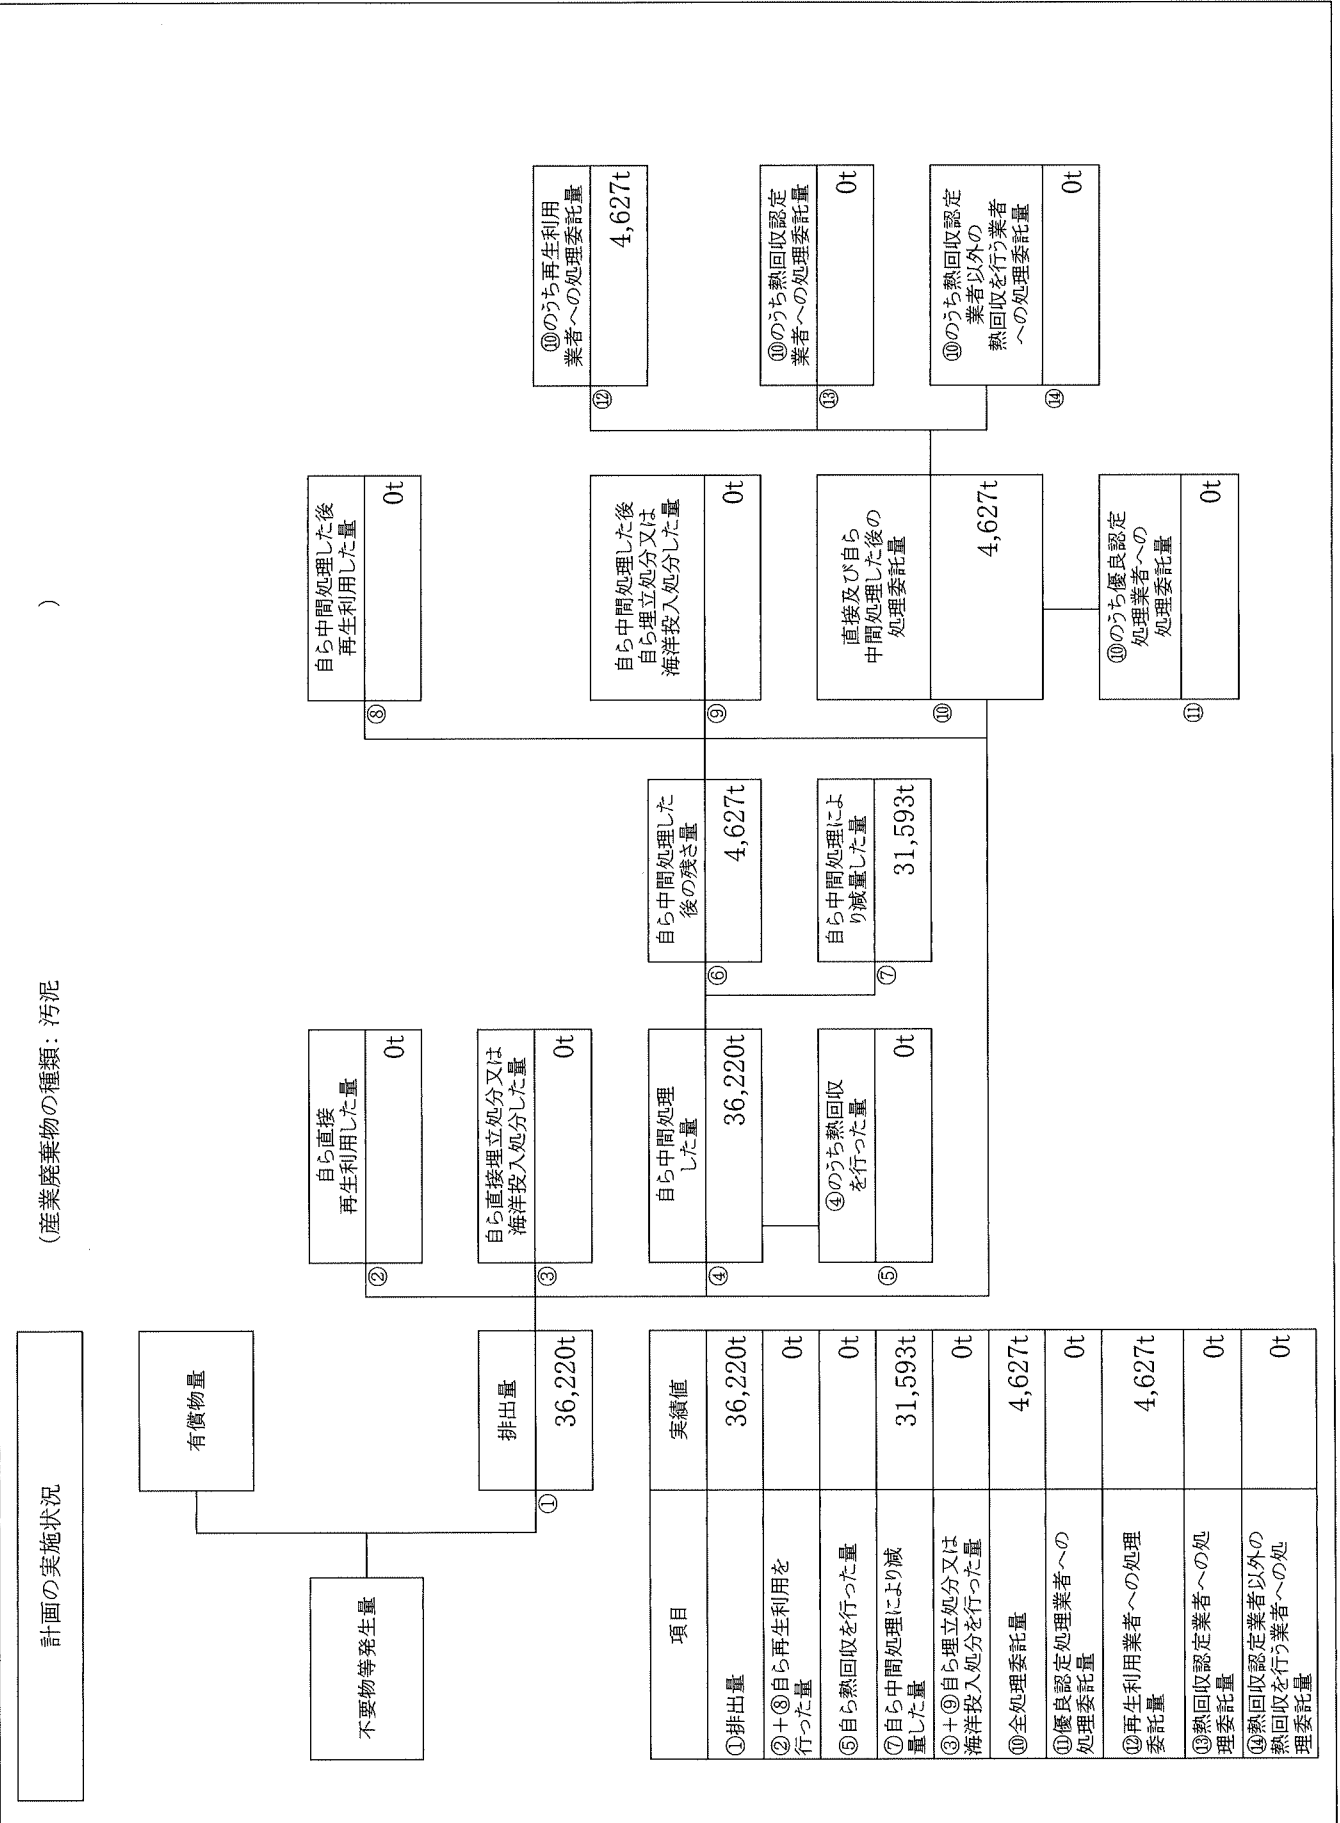 計画の実施状況
(産業廃棄物の種類: 汚泥 )
不要物等発生量
有償物量
①
排出量
36,220t
②
自ら直接
再生利用した量
0t
③
自ら直接埋立処分又は
海洋投入処分した量
0t
④
自ら中間処理
した量
36,220t
⑤
④のうち熱回収
を行った量
0t
⑥
自ら中間処理した
後の残さ量
4,627t
⑦
自ら中間処理によ
り減量した量
31,593t
⑧
自ら中間処理した後
再生利用した量
0t
⑨
自ら中間処理した後
自ら埋立処分又は
海洋投入処分した量
0t
⑩
直接及び自ら
中間処理した後の
処理委託量
4,627t
⑪
⑩のうち優良認定
処理業者への
処理委託量
0t
⑫
⑩のうち再生利用
業者への処理委託量
4,627t
⑬
⑩のうち熱回収認定
業者への処理委託量
0t
⑭
⑩のうち熱回収認定
業者以外の
熱回収を行う業者
への処理委託量
0t
項目 実績値
①排出量 36,220t
②+⑧自ら再生利用を
行った量 0t
⑤自ら熱回収を行った量 0t
⑦自ら中間処理により減
量した量 31,593t
③+⑨自ら埋立処分又は
海洋投入処分を行った量 0t
⑩全処理委託量 4,627t
⑪優良認定処理業者への
処理委託量 0t
⑫再生利用業者への処理
委託量 4,627t
⑬熱回収認定業者への処
理委託量 0t
⑭熱回収認定業者以外の
熱回収を行う業者への処
理委託量 0t